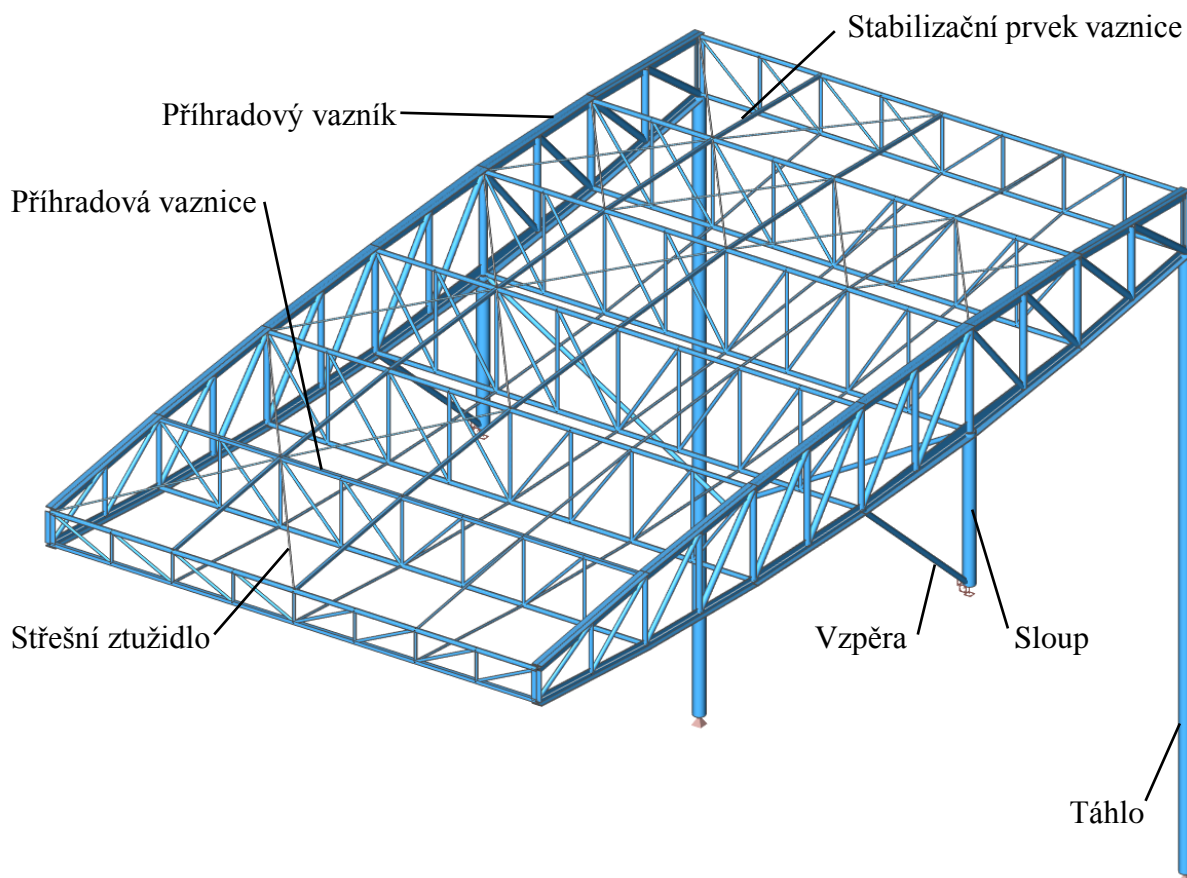 Stabilizační prvek vaznice
Příhradový vazník
Příhradová vaznice
Střešní ztužidlo
Vzpěra
Sloup
Táhlo